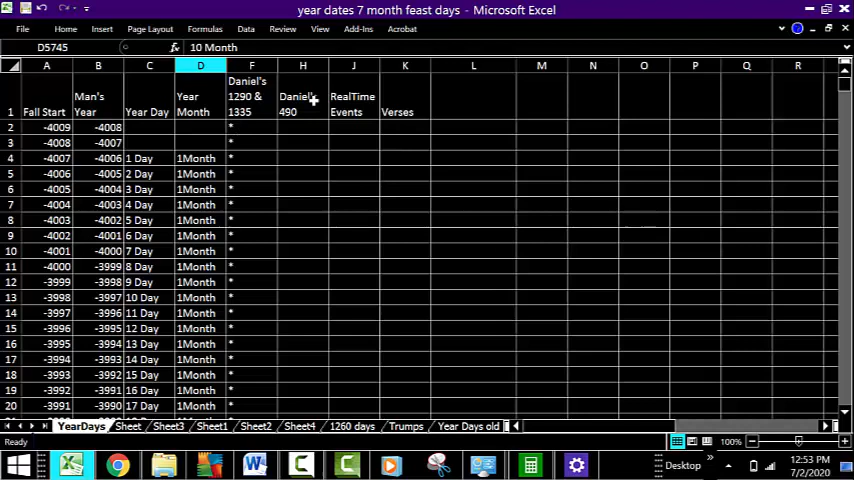 year dates 7 month feast days - Microsoft Excel
File Home Insert Page Layout Formulas Data Review View Add-Ins Acrobat
D5745 fx 10 Month
A B C D F H J K L M N O P Q R
1 Fall Start Man's Year Year Day Year Month Daniel's 1290 & 1335 Daniel's 490 RealTime Events Verses
2 -4009 -4008 *
3 -4008 -4007 *
4 -4007 -4006 1 Day 1Month *
5 -4006 -4005 2 Day 1Month *
6 -4005 -4004 3 Day 1Month *
7 -4004 -4003 4 Day 1Month *
8 -4003 -4002 5 Day 1Month *
9 -4002 -4001 6 Day 1Month *
10 -4001 -4000 7 Day 1Month *
11 -4000 -3999 8 Day 1Month *
12 -3999 -3998 9 Day 1Month *
13 -3998 -3997 10 Day 1Month *
14 -3997 -3996 11 Day 1Month *
15 -3996 -3995 12 Day 1Month *
16 -3995 -3994 13 Day 1Month *
17 -3994 -3993 14 Day 1Month *
18 -3993 -3992 15 Day 1Month *
19 -3992 -3991 16 Day 1Month *
20 -3991 -3990 17 Day 1Month *
YearDays Sheet Sheet3 Sheet1 Sheet2 Sheet4 1260 days Trumps Year Days old
Ready 100%
Desktop 12:53 PM
7/2/2020